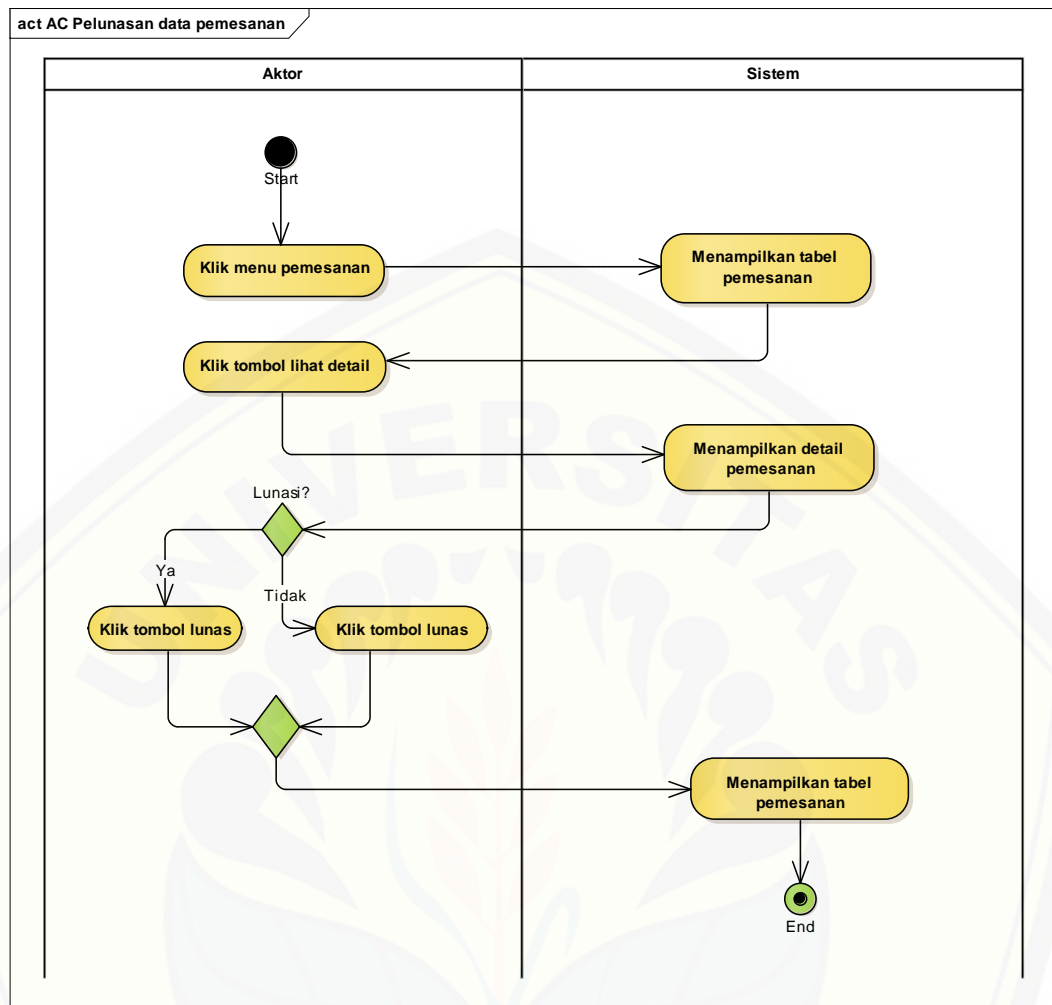 act AC Pelunasan data pemesanan
Aktor
Sistem
Start
Klik menu pemesanan
Menampilkan tabel
pemesanan
Klik tombol lihat detail
Menampilkan detail
pemesanan
Lunasi?
Ya
Tidak
Klik tombol lunas
Klik tombol lunas
Menampilkan tabel
pemesanan
End
UNIVERSITAS